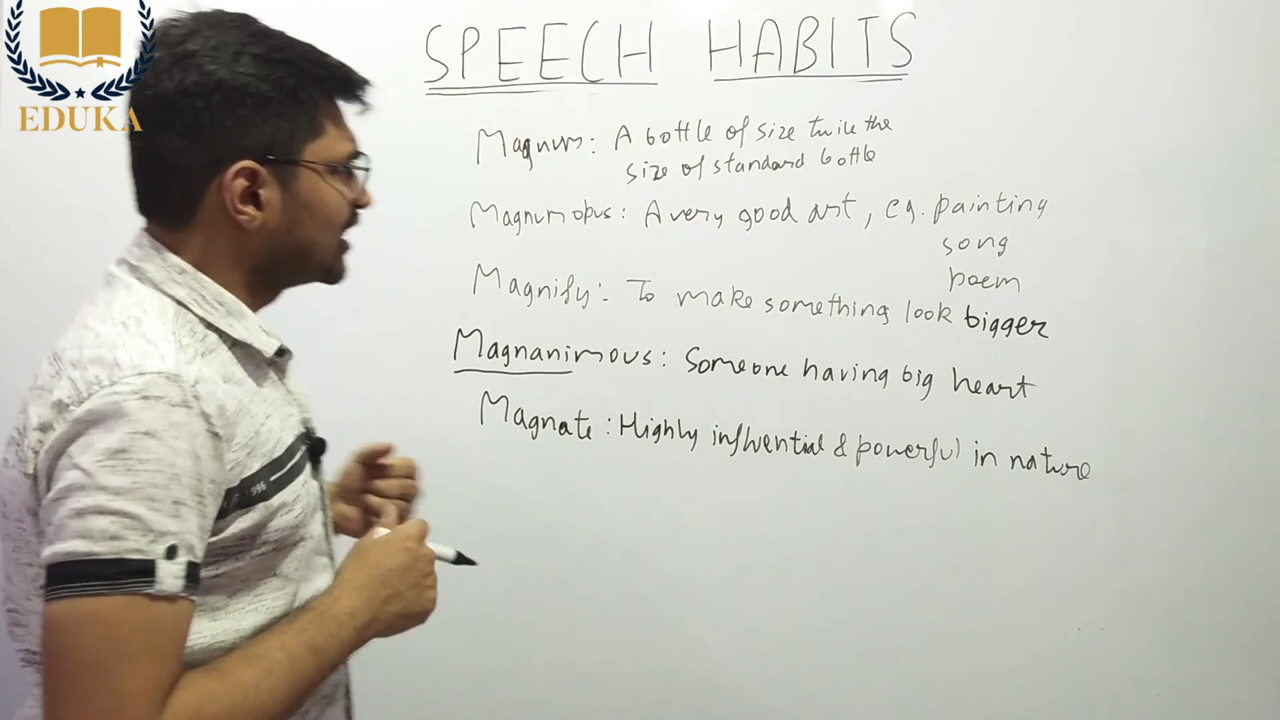 EDUKA
SPEECH HABITS
Magnum: A bottle of size twice the
size of standard bottle
Magnum opus: A very good art, eg. painting
song
poem
Magnify: To make something look bigger
Magnanimous: Someone having big heart
Magnate: Highly influential & powerful in nature
1996